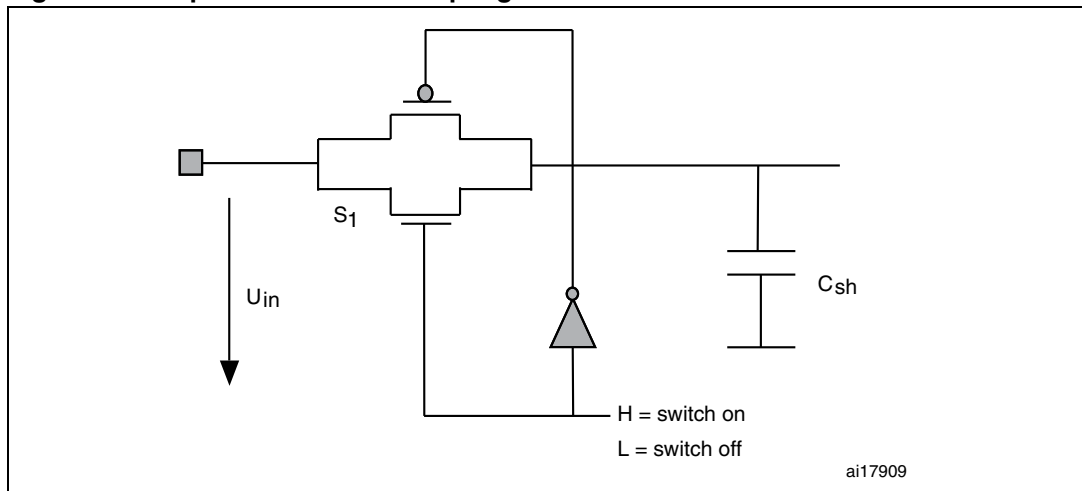 S1
Uin
Csh
H = switch on
L = switch off
ai17909